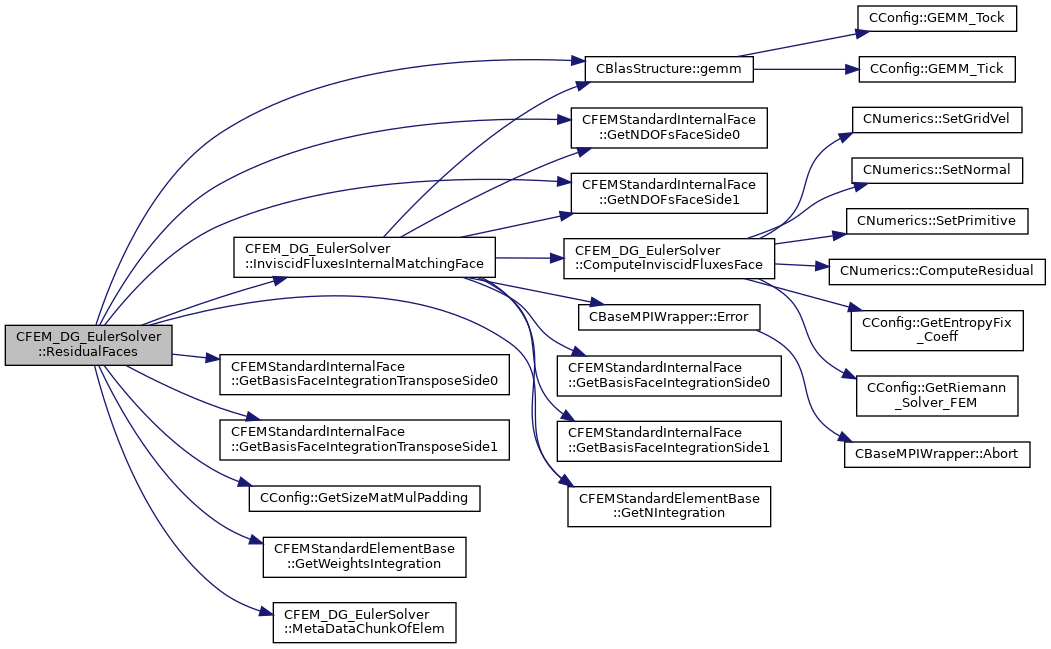 CConfig::GEMM_Tock
CBlasStructure::gemm
CConfig::GEMM_Tick
CFEMStandardInternalFace
::GetNDOFsFaceSide0
CNumerics::SetGridVel
CNumerics::SetNormal
CFEMStandardInternalFace
::GetNDOFsFaceSide1
CNumerics::SetPrimitive
CFEM_DG_EulerSolver
::InviscidFluxesInternalMatchingFace
CFEM_DG_EulerSolver
::ComputeInviscidFluxesFace
CNumerics::ComputeResidual
CBaseMPIWrapper::Error
CConfig::GetEntropyFix
_Coeff
CFEM_DG_EulerSolver
::ResidualFaces
CFEMStandardInternalFace
::GetBasisFaceIntegrationTransposeSide0
CFEMStandardInternalFace
::GetBasisFaceIntegrationSide0
CConfig::GetRiemann
_Solver_FEM
CFEMStandardInternalFace
::GetBasisFaceIntegrationTransposeSide1
CFEMStandardInternalFace
::GetBasisFaceIntegrationSide1
CBaseMPIWrapper::Abort
CConfig::GetSizeMatMulPadding
CFEMStandardElementBase
::GetNIntegration
CFEMStandardElementBase
::GetWeightsIntegration
CFEM_DG_EulerSolver
::MetaDataChunkOfElem